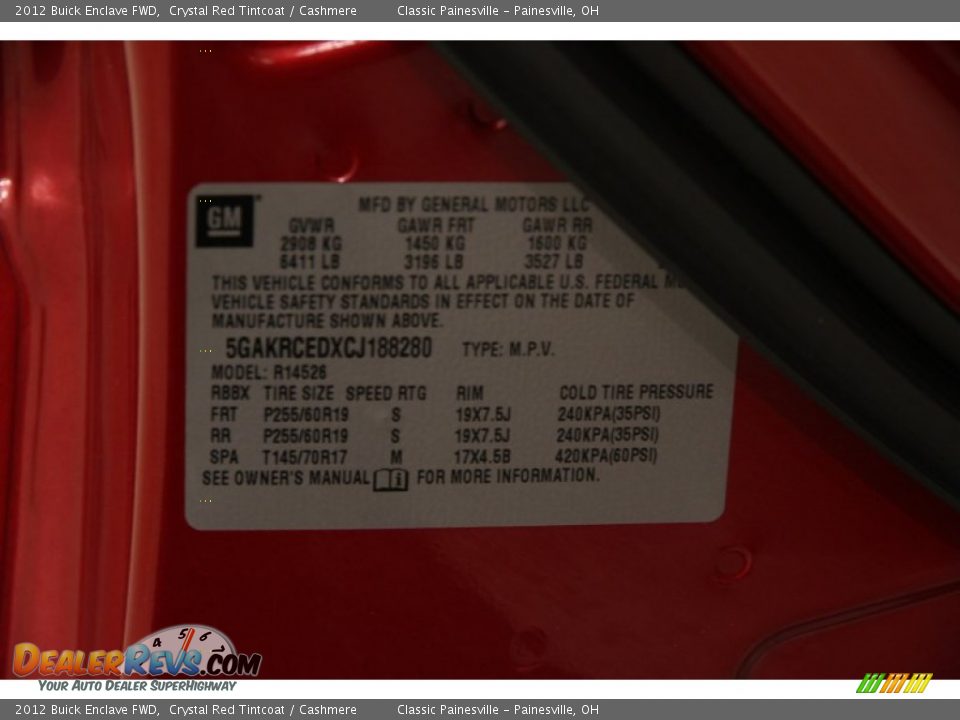 2012 Buick Enclave FWD, Crystal Red Tintcoat / Cashmere Classic Painesville – Painesville, OH
GM MFD BY GENERAL MOTORS LLC
GVWR GAWR FRT GAWR RR
2908 KG 1450 KG 1600 KG
6411 LB 3196 LB 3527 LB
THIS VEHICLE CONFORMS TO ALL APPLICABLE U.S. FEDERAL
VEHICLE SAFETY STANDARDS IN EFFECT ON THE DATE OF
MANUFACTURE SHOWN ABOVE.
5GAKRCEDXCJ188280 TYPE: M.P.V.
MODEL: R14526
RBBX TIRE SIZE SPEED RTG RIM COLD TIRE PRESSURE
FRT P255/60R19 S 19X7.5J 240KPA(35PSI)
RR P255/60R19 S 19X7.5J 240KPA(35PSI)
SPA T145/70R17 M 17X4.5B 420KPA(60PSI)
SEE OWNER'S MANUAL i FOR MORE INFORMATION.
4 5 6
DealerRevs.com
Your Auto Dealer SuperHighway
2012 Buick Enclave FWD, Crystal Red Tintcoat / Cashmere Classic Painesville – Painesville, OH